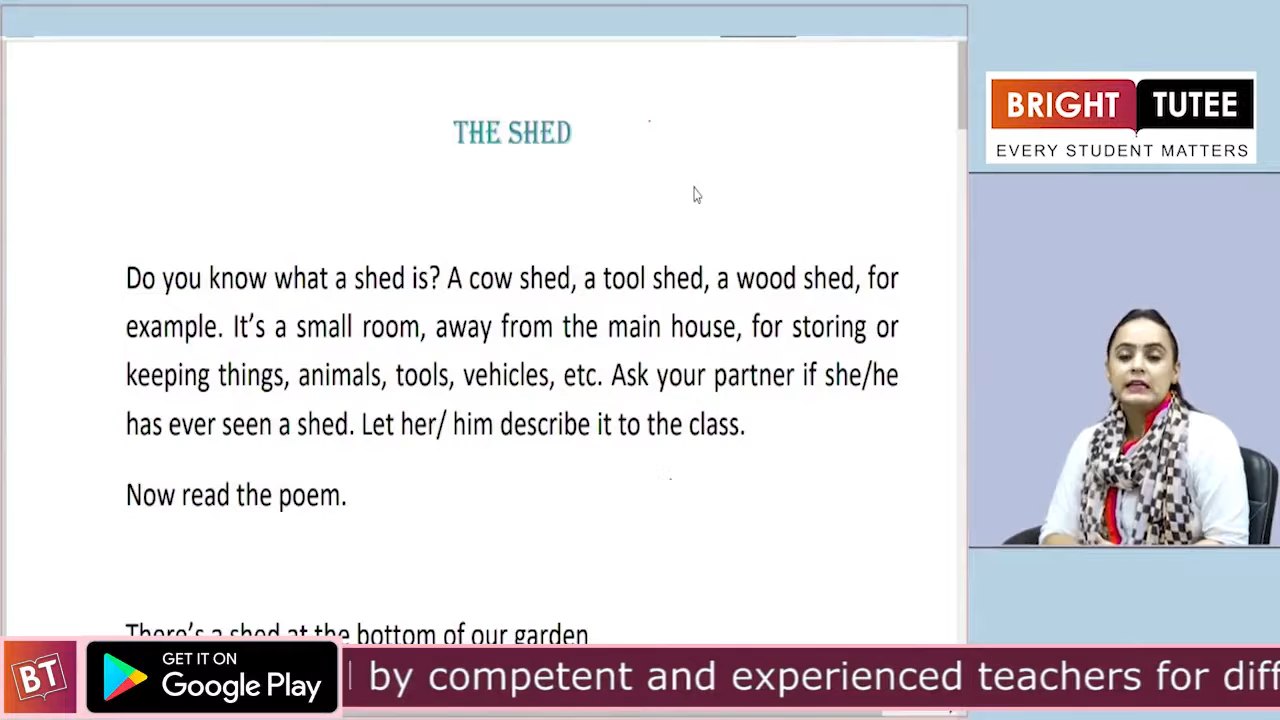 THE SHED
Do you know what a shed is? A cow shed, a tool shed, a wood shed, for
example. It's a small room, away from the main house, for storing or
keeping things, animals, tools, vehicles, etc. Ask your partner if she/he
has ever seen a shed. Let her/ him describe it to the class.
Now read the poem.
There's a shed at the bottom of our garden
BRIGHT TUTEE
EVERY STUDENT MATTERS
BT
GET IT ON
Google Play
by competent and experienced teachers for diff